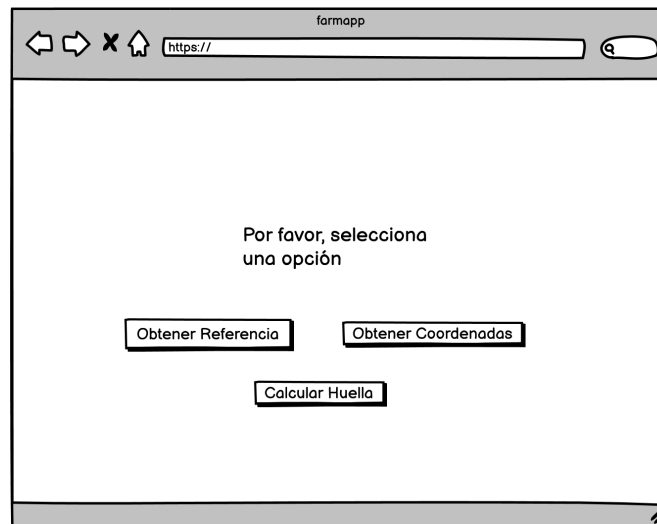 farmapp
https://
Por favor, selecciona
una opción
Obtener Referencia
Obtener Coordenadas
Calcular Huella